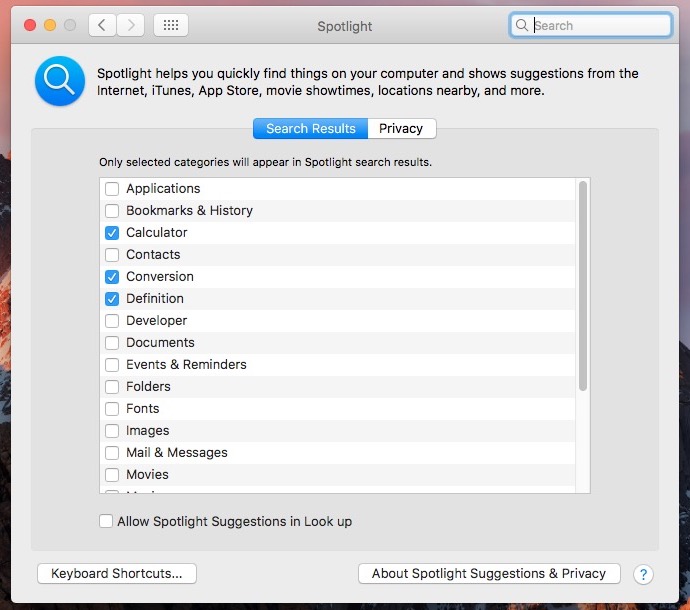 Spotlight
Search
Spotlight helps you quickly find things on your computer and shows suggestions from the
Internet, iTunes, App Store, movie showtimes, locations nearby, and more.
Search Results
Privacy
Only selected categories will appear in Spotlight search results.
Applications
Bookmarks & History
Calculator
Contacts
Conversion
Definition
Developer
Documents
Events & Reminders
Folders
Fonts
Images
Mail & Messages
Movies
Allow Spotlight Suggestions in Look up
Keyboard Shortcuts...
About Spotlight Suggestions & Privacy
?